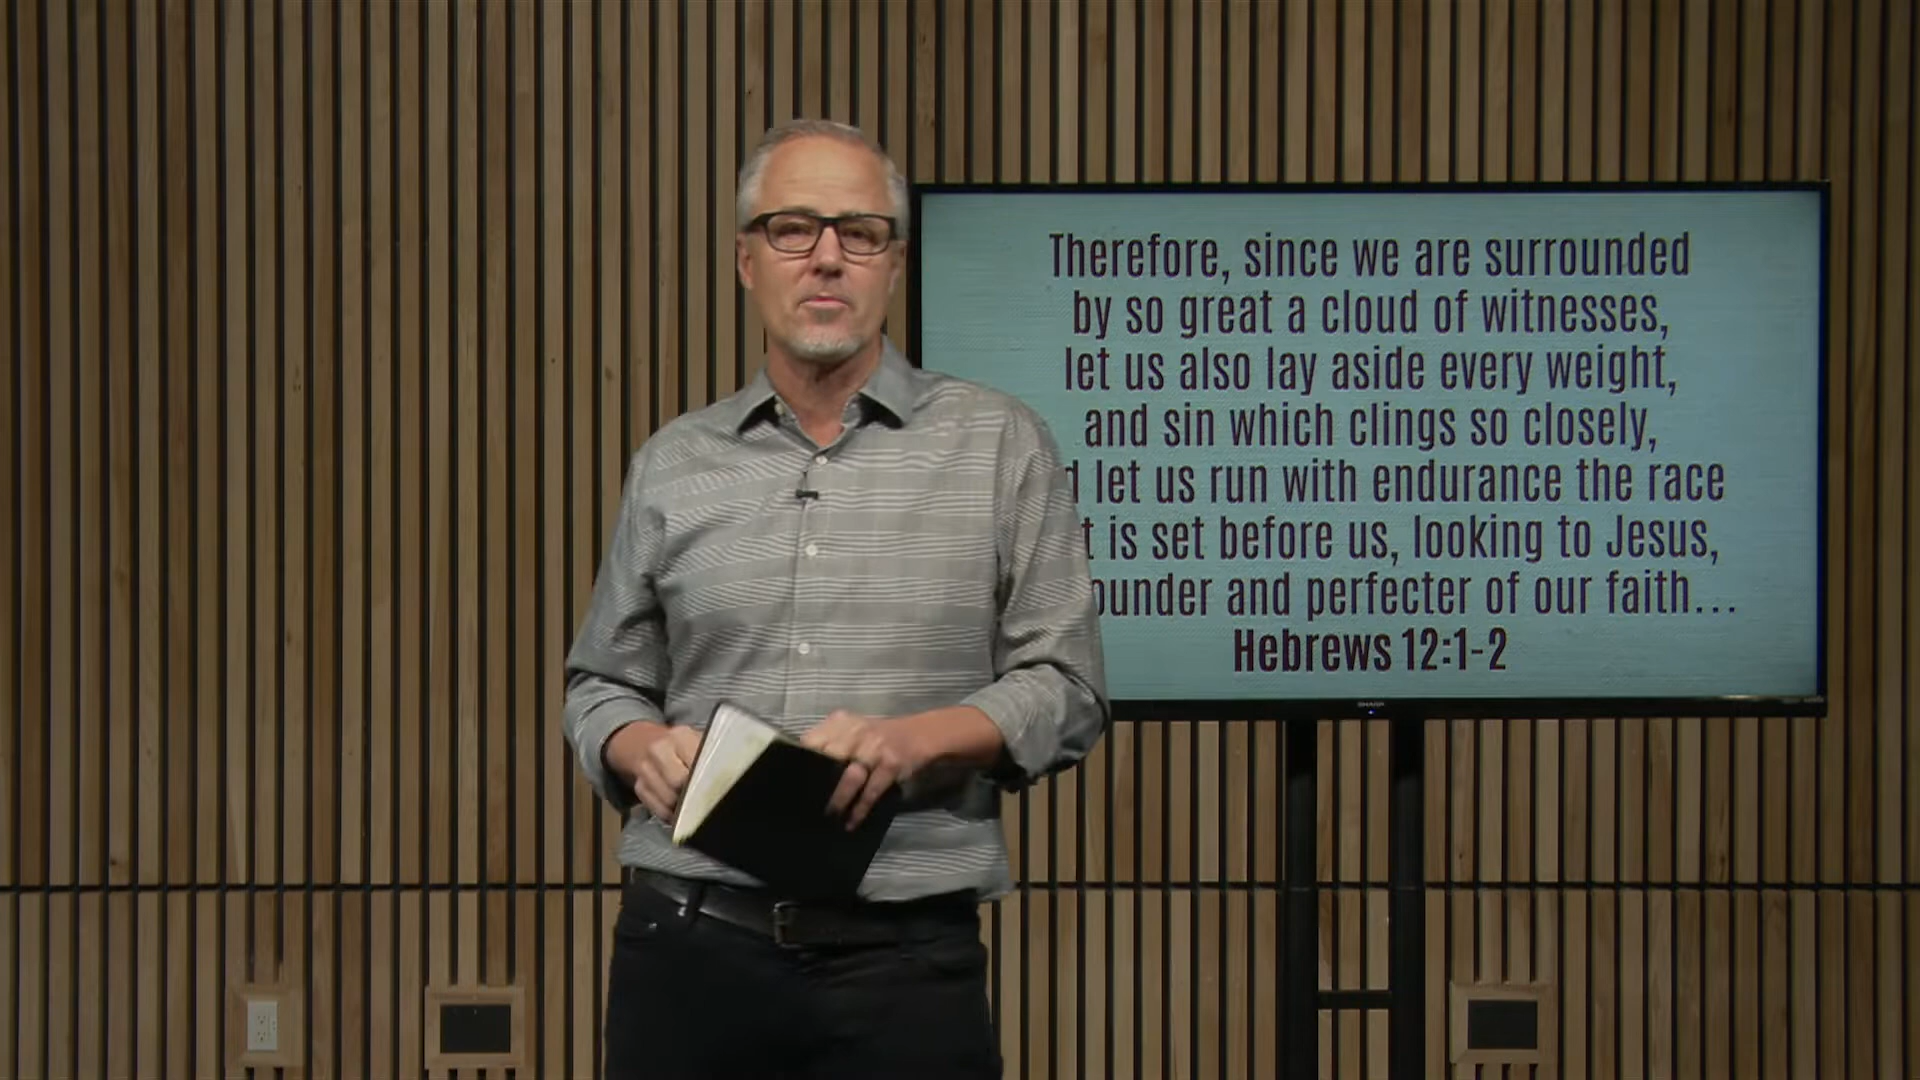 Therefore, since we are surrounded
by so great a cloud of witnesses,
let us also lay aside every weight,
and sin which clings so closely,
d let us run with endurance the race
t is set before us, looking to Jesus,
ounder and perfecter of our faith...
Hebrews 12:1-2
SHARP